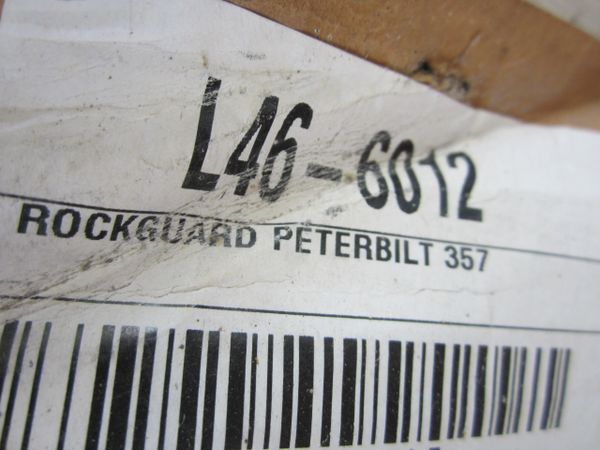 L46-6012
ROCKGUARD PETERBILT 357